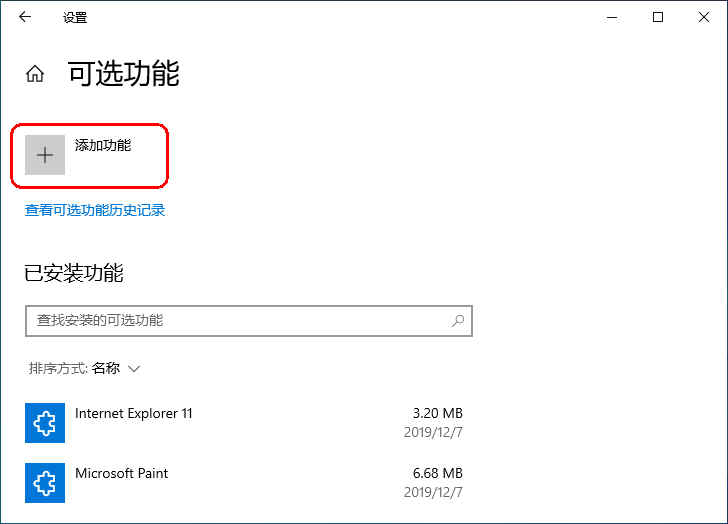 设置
可选功能
添加功能
查看可选功能历史记录
已安装功能
查找安装的可选功能
排序方式: 名称
Internet Explorer 11 3.20 MB
2019/12/7
Microsoft Paint 6.68 MB
2019/12/7